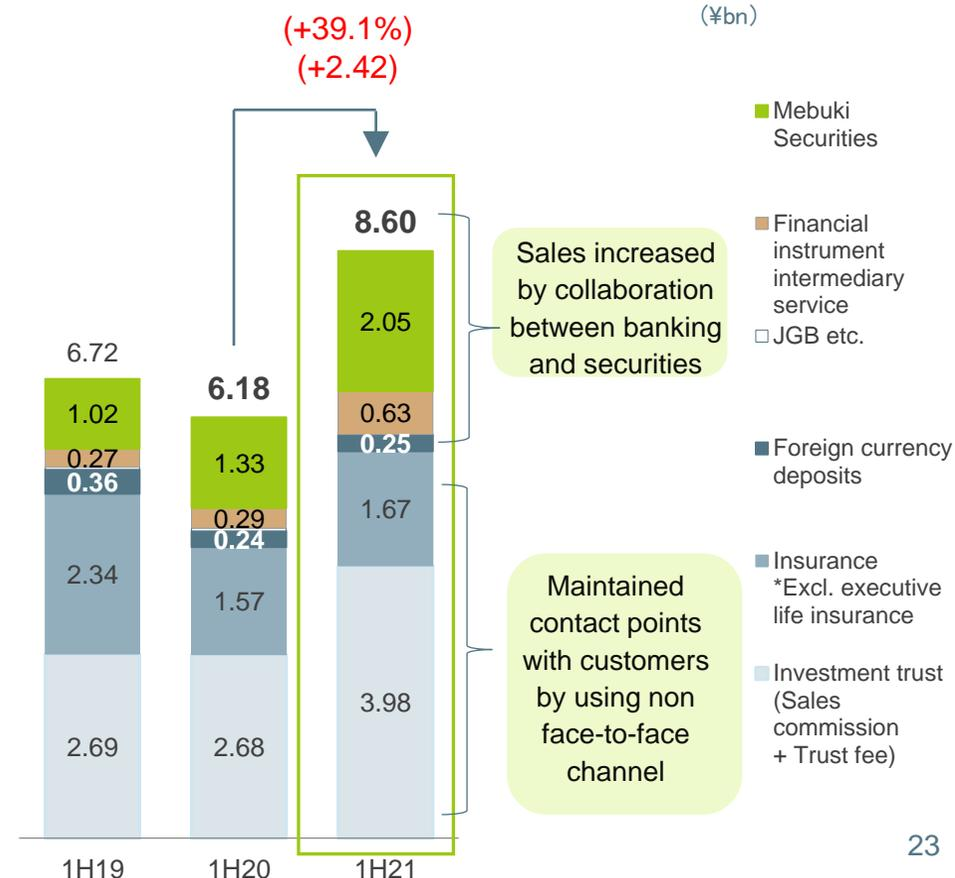 (¥bn)
(+39.1%)
(+2.42)
Mebuki
Securities
Financial
instrument
intermediary
service
JGB etc.
Foreign currency
deposits
Insurance
*Excl. executive
life insurance
Investment trust
(Sales
commission
+ Trust fee)
6.72
1.02
0.27
0.36
2.34
2.69
6.18
1.33
0.29
0.24
1.57
2.68
8.60
2.05
0.63
0.25
1.67
3.98
Sales increased
by collaboration
between banking
and securities
Maintained
contact points
with customers
by using non
face-to-face
channel
1H19
1H20
1H21
23